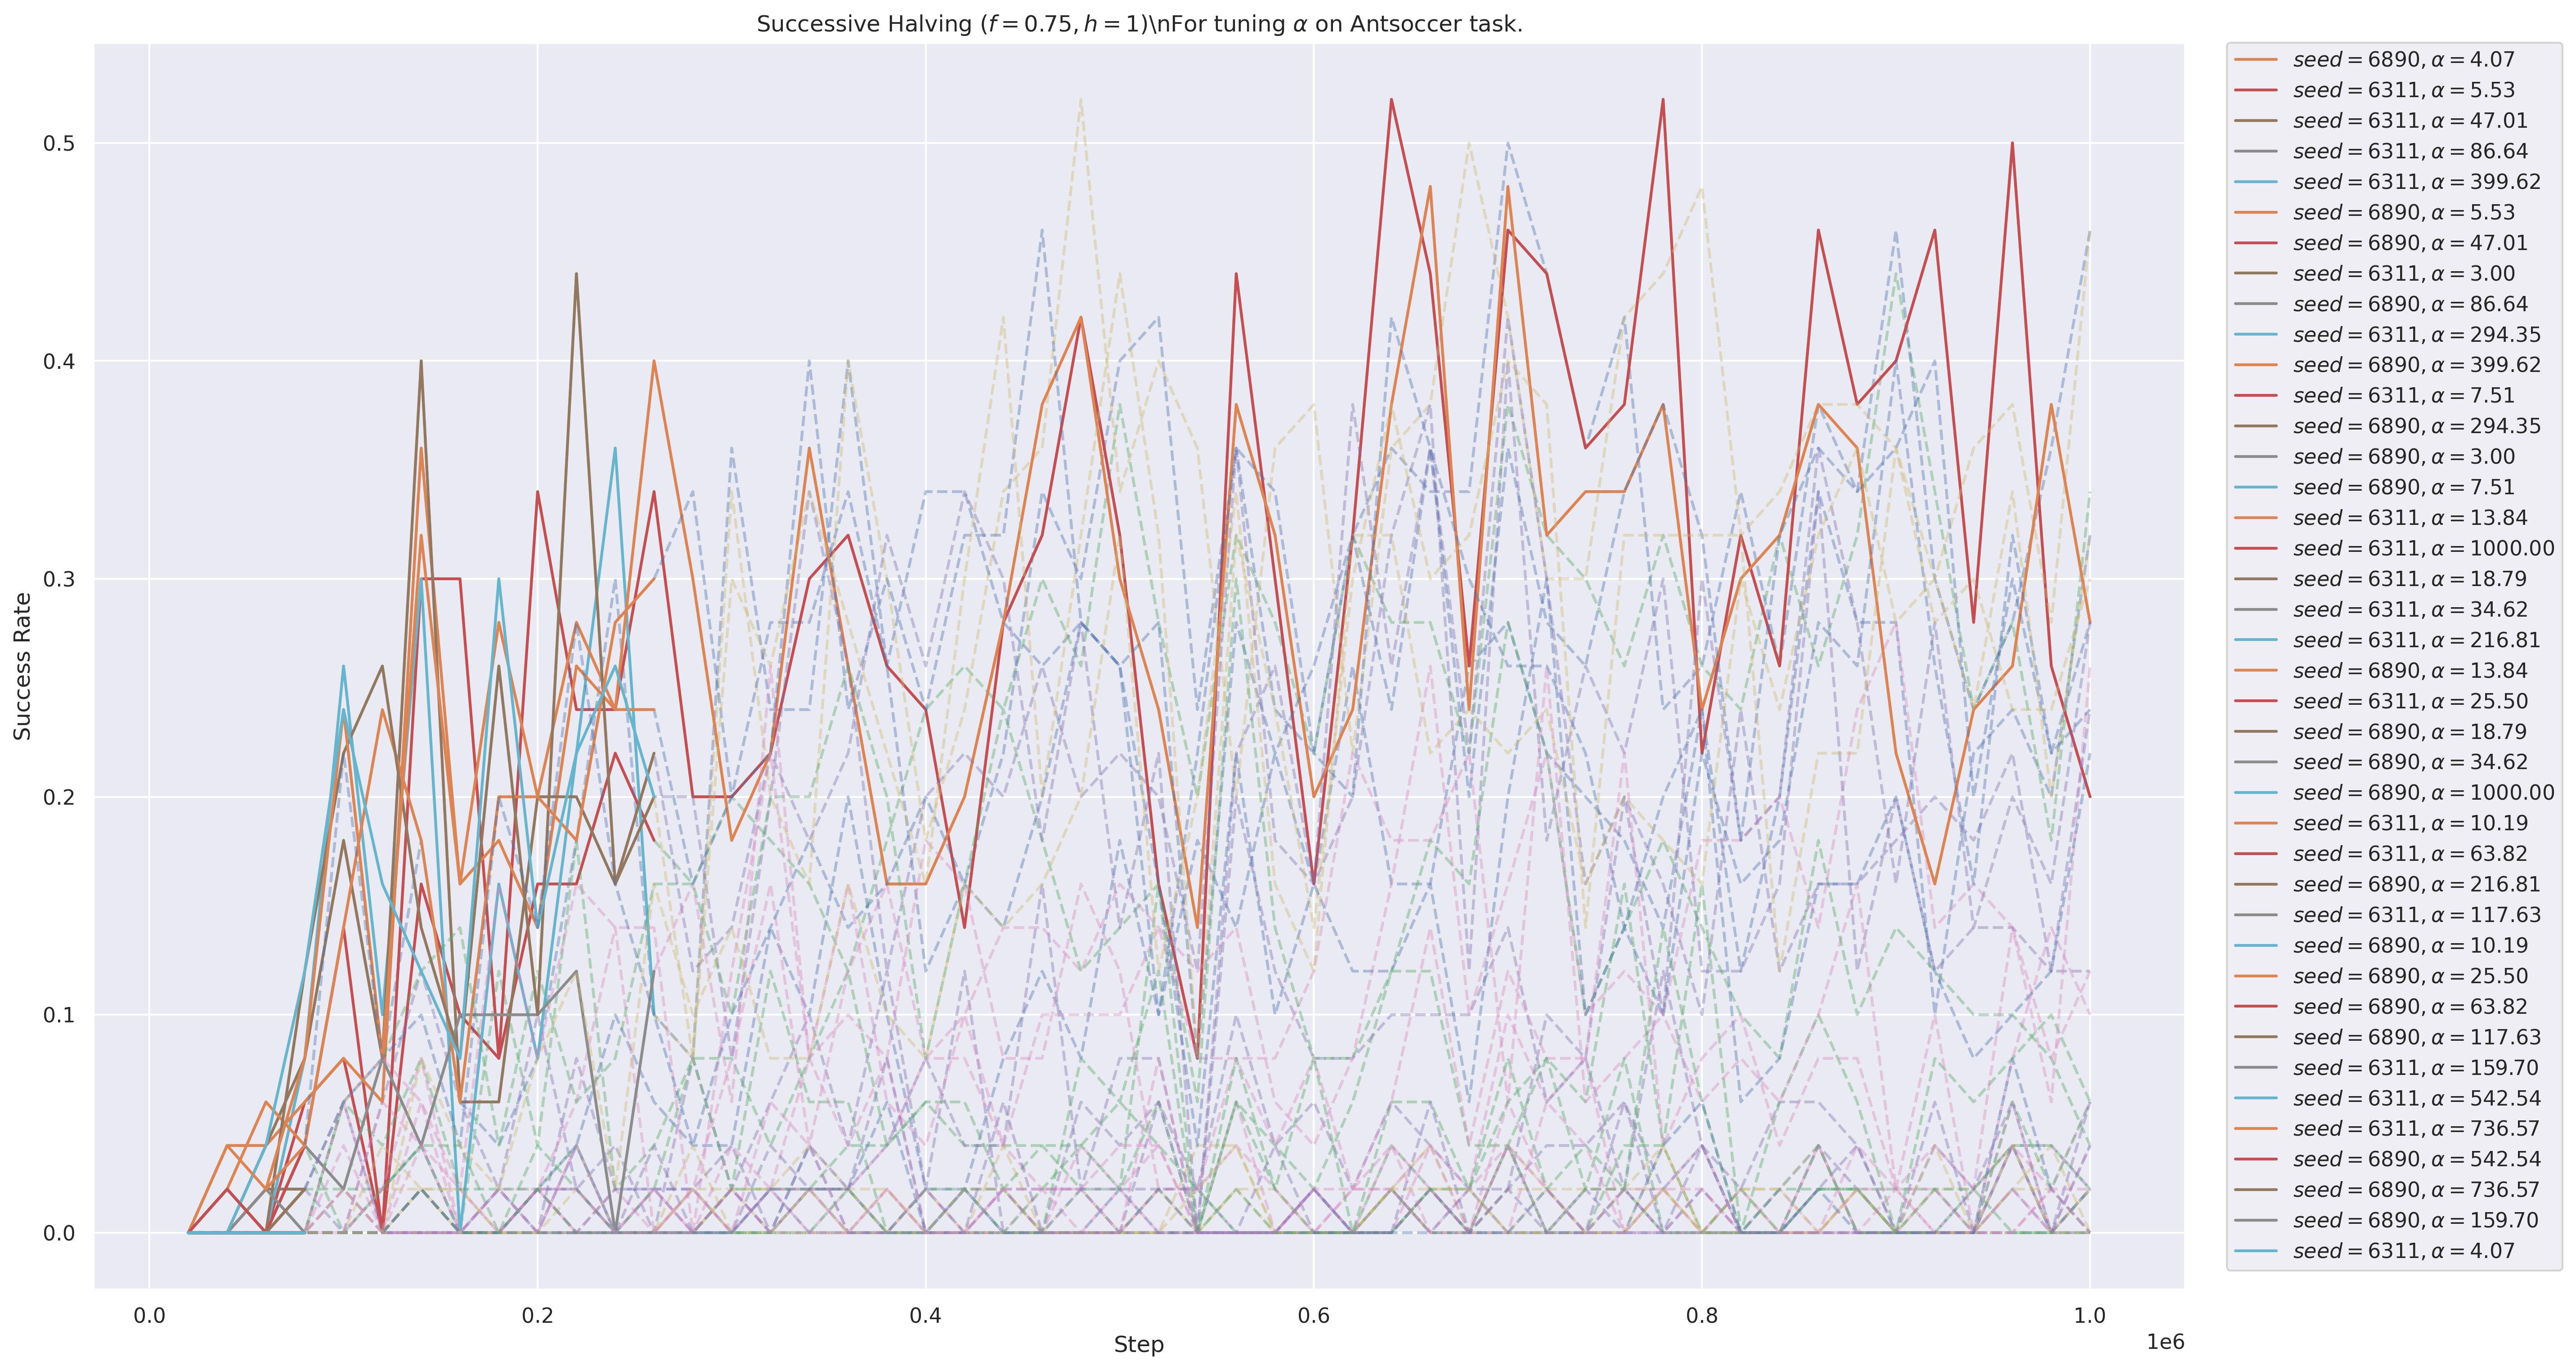 Successive Halving (f = 0.75, h = 1)\nFor tuning α on Antsoccer task.
Success Rate
0.5
0.4
0.3
0.2
0.1
0.0
0.0 0.2 0.4 0.6 0.8 1.0
1e6
Step
seed = 6890, α = 4.07
seed = 6311, α = 5.53
seed = 6311, α = 47.01
seed = 6311, α = 86.64
seed = 6311, α = 399.62
seed = 6890, α = 5.53
seed = 6890, α = 47.01
seed = 6311, α = 3.00
seed = 6890, α = 86.64
seed = 6311, α = 294.35
seed = 6890, α = 399.62
seed = 6311, α = 7.51
seed = 6890, α = 294.35
seed = 6890, α = 3.00
seed = 6890, α = 7.51
seed = 6311, α = 13.84
seed = 6311, α = 1000.00
seed = 6311, α = 18.79
seed = 6311, α = 34.62
seed = 6311, α = 216.81
seed = 6890, α = 13.84
seed = 6311, α = 25.50
seed = 6890, α = 18.79
seed = 6890, α = 34.62
seed = 6890, α = 1000.00
seed = 6311, α = 10.19
seed = 6311, α = 63.82
seed = 6890, α = 216.81
seed = 6311, α = 117.63
seed = 6890, α = 10.19
seed = 6890, α = 25.50
seed = 6890, α = 63.82
seed = 6890, α = 117.63
seed = 6311, α = 159.70
seed = 6311, α = 542.54
seed = 6311, α = 736.57
seed = 6890, α = 542.54
seed = 6890, α = 736.57
seed = 6890, α = 159.70
seed = 6311, α = 4.07